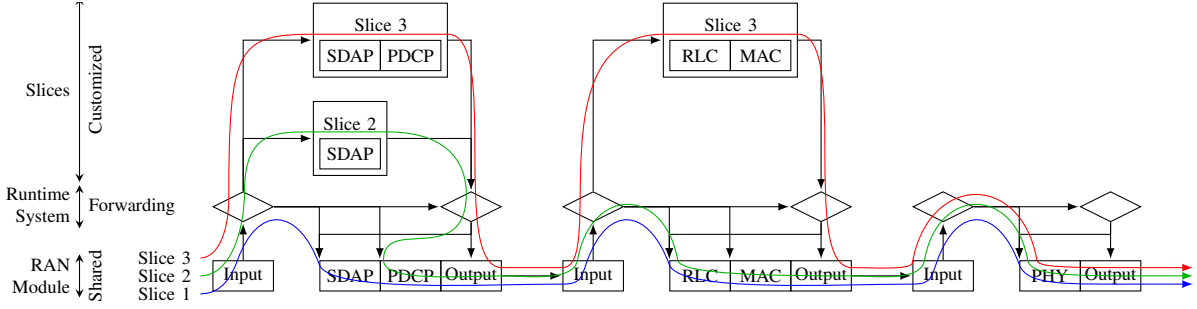 Slice 3
SDAP PDCP
Slice 3
RLC MAC
Slices
Customized
Slice 2
SDAP
Runtime
System
Forwarding
RAN
Module
Shared
Slice 3
Slice 2
Slice 1
Input
SDAP PDCP Output
Input
RLC MAC Output
Input
PHY Output